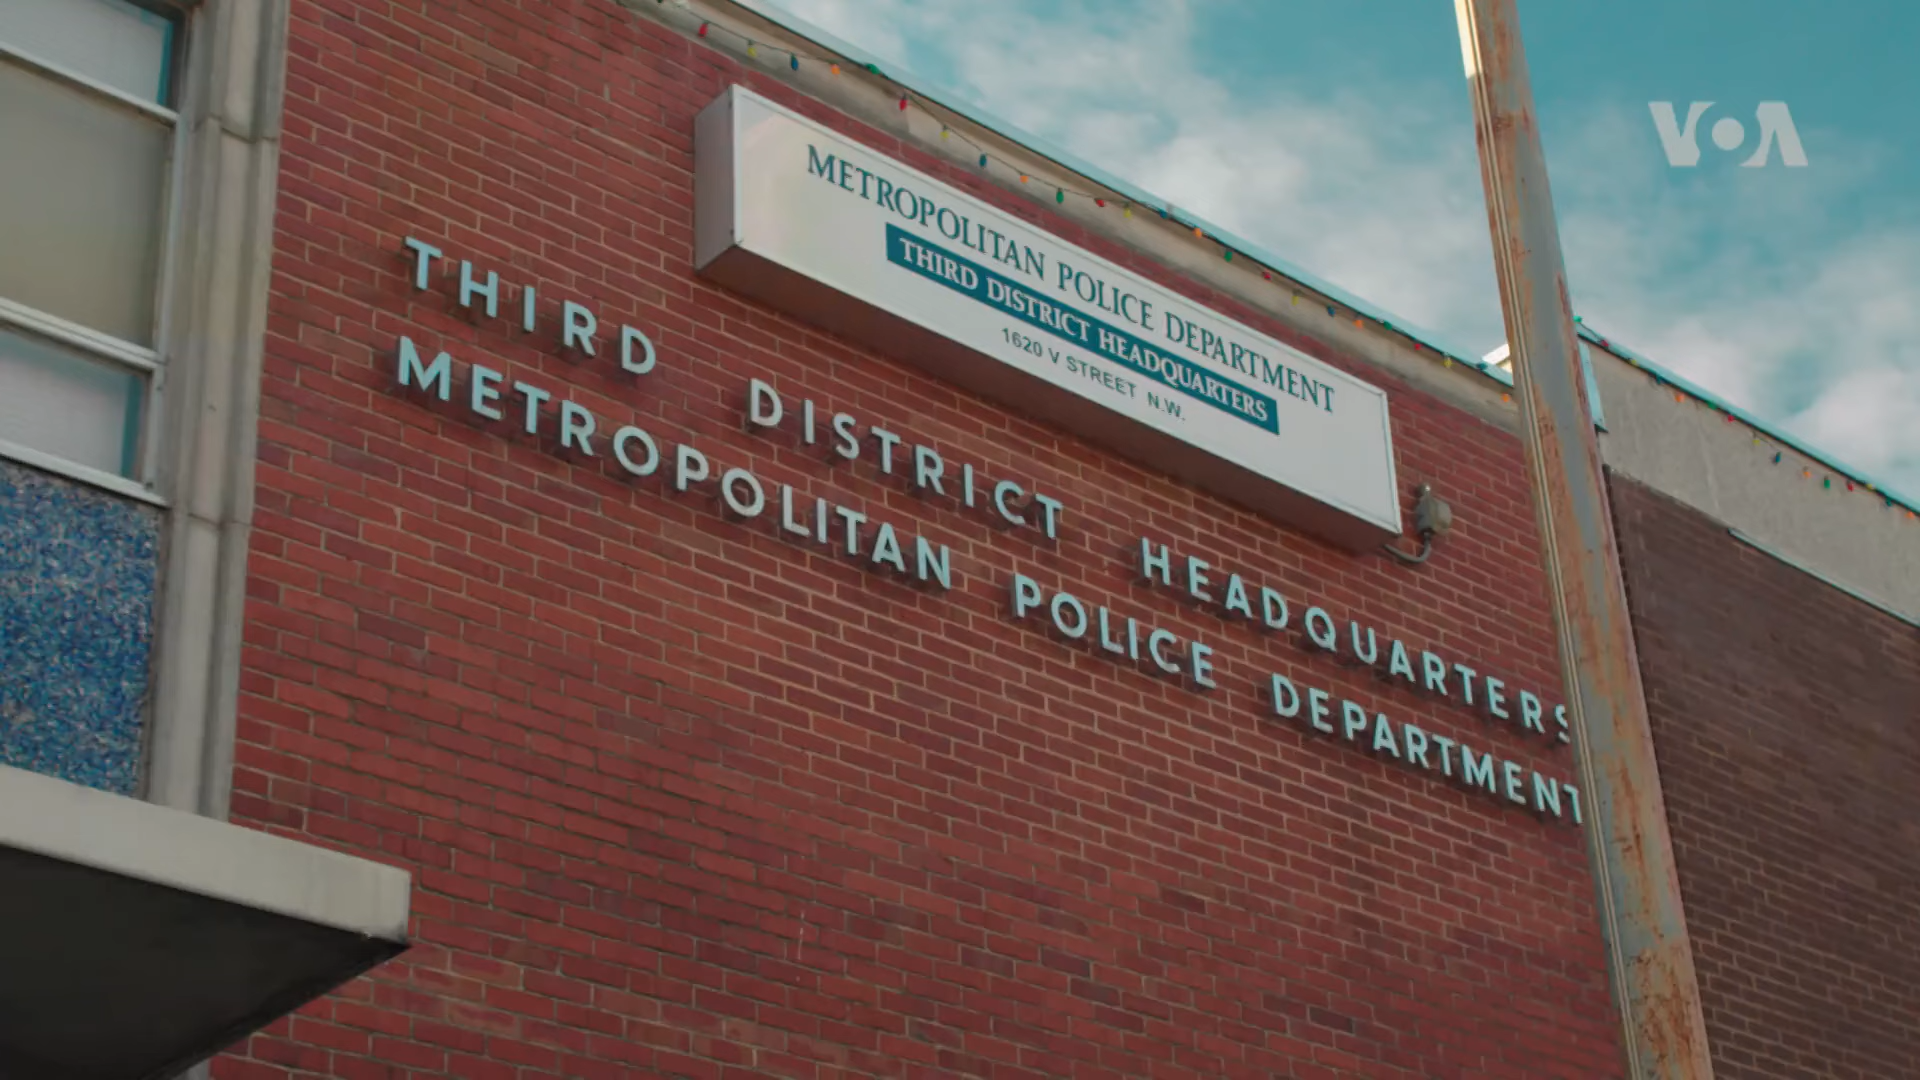 VOA
METROPOLITAN POLICE DEPARTMENT
THIRD DISTRICT HEADQUARTERS
1620 V STREET N.W.
THIRD DISTRICT HEADQUARTERS
METROPOLITAN POLICE DEPARTMENT